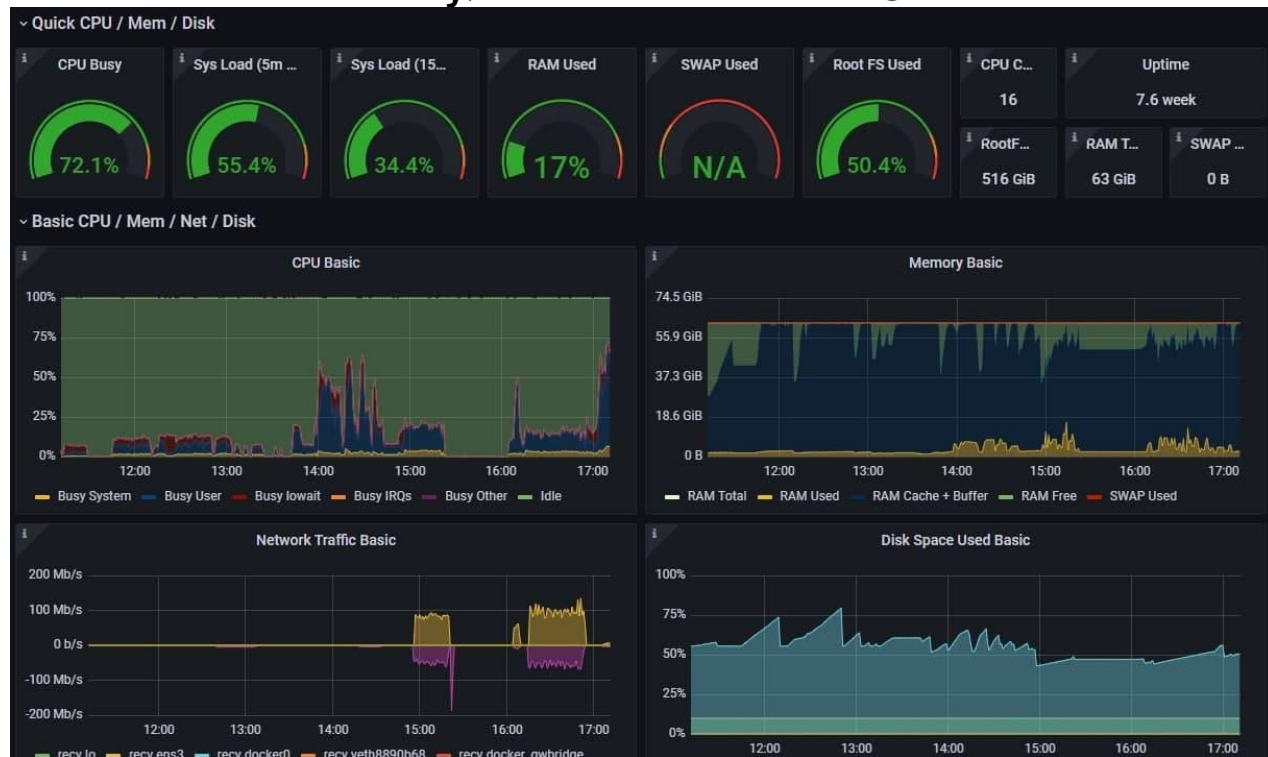 Quick CPU / Mem / Disk
CPU Busy
Sys Load (5m ...
Sys Load (15...
RAM Used
SWAP Used
Root FS Used
CPU C...
Uptime
72.1%
55.4%
34.4%
17%
N/A
50.4%
16
7.6 week
RootF...
RAM T...
SWAP ...
516 GiB
63 GiB
0 B
Basic CPU / Mem / Net / Disk
CPU Basic
100%
75%
50%
25%
0%
12:00 13:00 14:00 15:00 16:00 17:00
Busy System Busy User Busy Iowait Busy IRQs Busy Other Idle
Memory Basic
74.5 GiB
55.9 GiB
37.3 GiB
18.6 GiB
0 B
12:00 13:00 14:00 15:00 16:00 17:00
RAM Total RAM Used RAM Cache + Buffer RAM Free SWAP Used
Network Traffic Basic
200 Mb/s
100 Mb/s
0 b/s
-100 Mb/s
-200 Mb/s
12:00 13:00 14:00 15:00 16:00 17:00
recv lo recv ens3 recv docker0 recv veth8890b68 recv docker_gwbridge
Disk Space Used Basic
100%
75%
50%
25%
0%
12:00 13:00 14:00 15:00 16:00 17:00